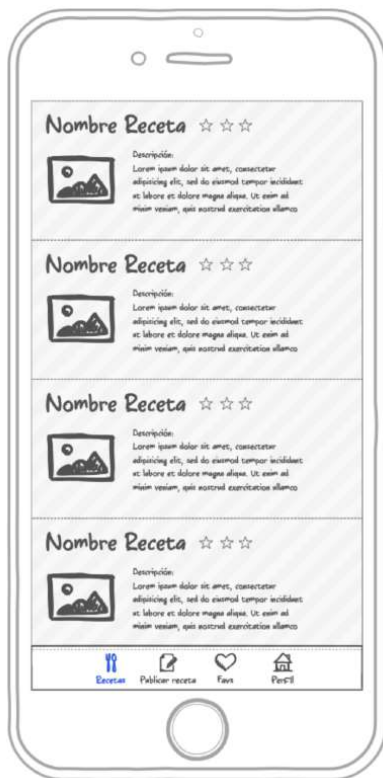 Nombre Receta
Descripción:
Lorem ipsum dolor sit amet, consectetur
adipiscing elit, sed do eiusmod tempor incididunt
ut labore et dolore magna aliqua. Ut enim ad
minim veniam, quis nostrud exercitation ullamco
Nombre Receta
Descripción:
Lorem ipsum dolor sit amet, consectetur
adipiscing elit, sed do eiusmod tempor incididunt
ut labore et dolore magna aliqua. Ut enim ad
minim veniam, quis nostrud exercitation ullamco
Nombre Receta
Descripción:
Lorem ipsum dolor sit amet, consectetur
adipiscing elit, sed do eiusmod tempor incididunt
ut labore et dolore magna aliqua. Ut enim ad
minim veniam, quis nostrud exercitation ullamco
Nombre Receta
Descripción:
Lorem ipsum dolor sit amet, consectetur
adipiscing elit, sed do eiusmod tempor incididunt
ut labore et dolore magna aliqua. Ut enim ad
minim veniam, quis nostrud exercitation ullamco
Recetas Publicar receta Favs Perfil